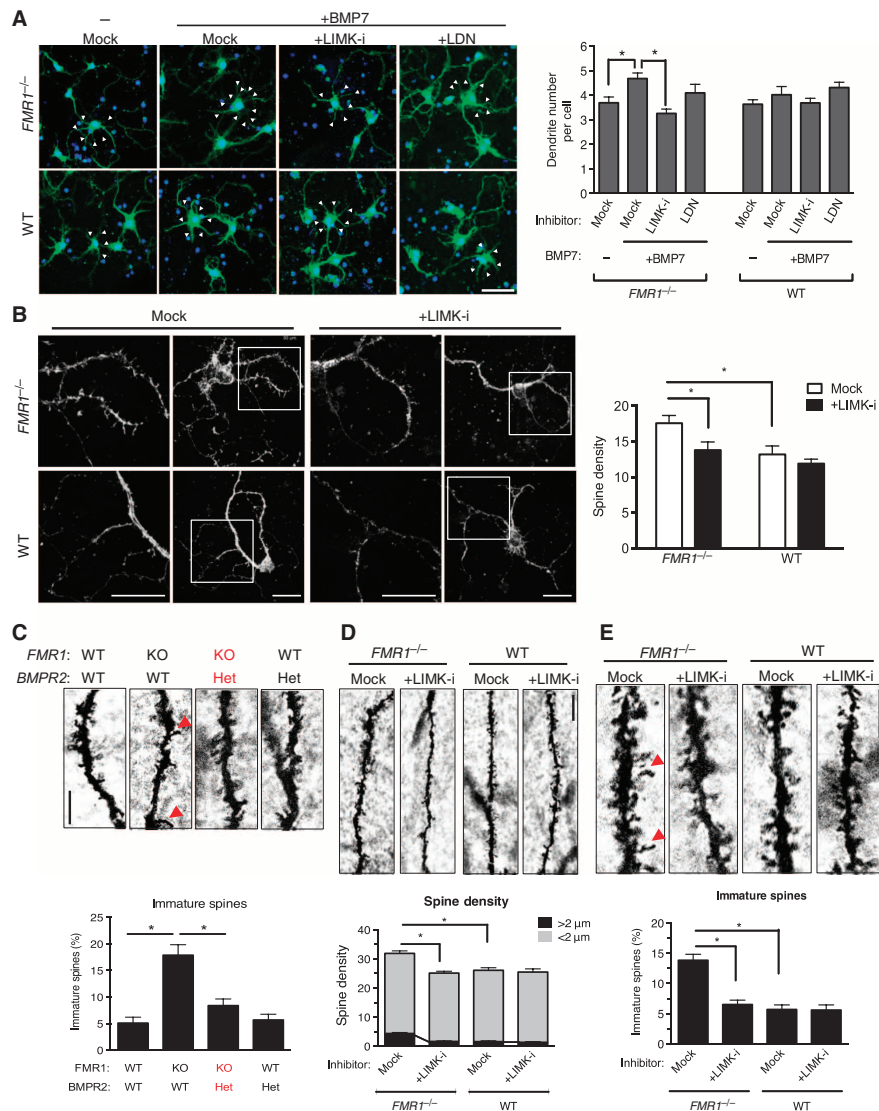 A
–
+BMP7
Mock
Mock
+LIMK-i
+LDN
FMR1–/–
WT
Dendrite number
per cell
6
5
4
3
2
1
0
*
*
Inhibitor:
Mock
Mock
LIMK-i
LDN
Mock
Mock
LIMK-i
LDN
BMP7:
–
+BMP7
–
+BMP7
FMR1–/–
WT
B
Mock
+LIMK-i
FMR1–/–
WT
Spine density
20
15
10
5
0
*
*
Mock
+LIMK-i
FMR1–/–
WT
C
FMR1: WT KO KO WT
BMPR2: WT WT Het Het
Immature spines
Immature spines (%)
25
20
15
10
5
0
*
*
FMR1: WT KO KO WT
BMPR2: WT WT Het Het
D
FMR1–/–
WT
Mock
+LIMK-i
Mock
+LIMK-i
Spine density
>2 µm
<2 µm
Spine density
40
30
20
10
0
*
*
Inhibitor:
Mock
+LIMK-i
Mock
+LIMK-i
FMR1–/–
WT
E
FMR1–/–
WT
Mock
+LIMK-i
Mock
+LIMK-i
Immature spines
Immature spines (%)
20
15
10
5
0
*
*
Inhibitor:
Mock
+LIMK-i
Mock
+LIMK-i
FMR1–/–
WT